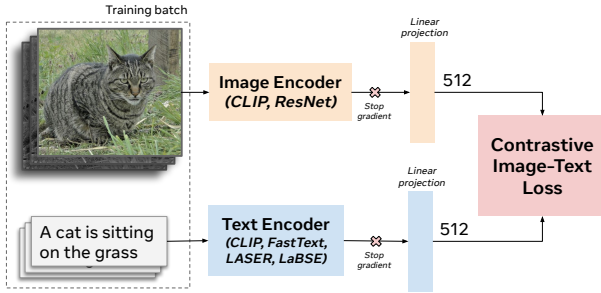 Training batch
Image Encoder
(CLIP, ResNet)
Stop
gradient
Linear
projection
512
Contrastive
Image-Text
Loss
A cat is sitting
on the grass
Text Encoder
(CLIP, FastText,
LASER, LaBSE)
Stop
gradient
Linear
projection
512